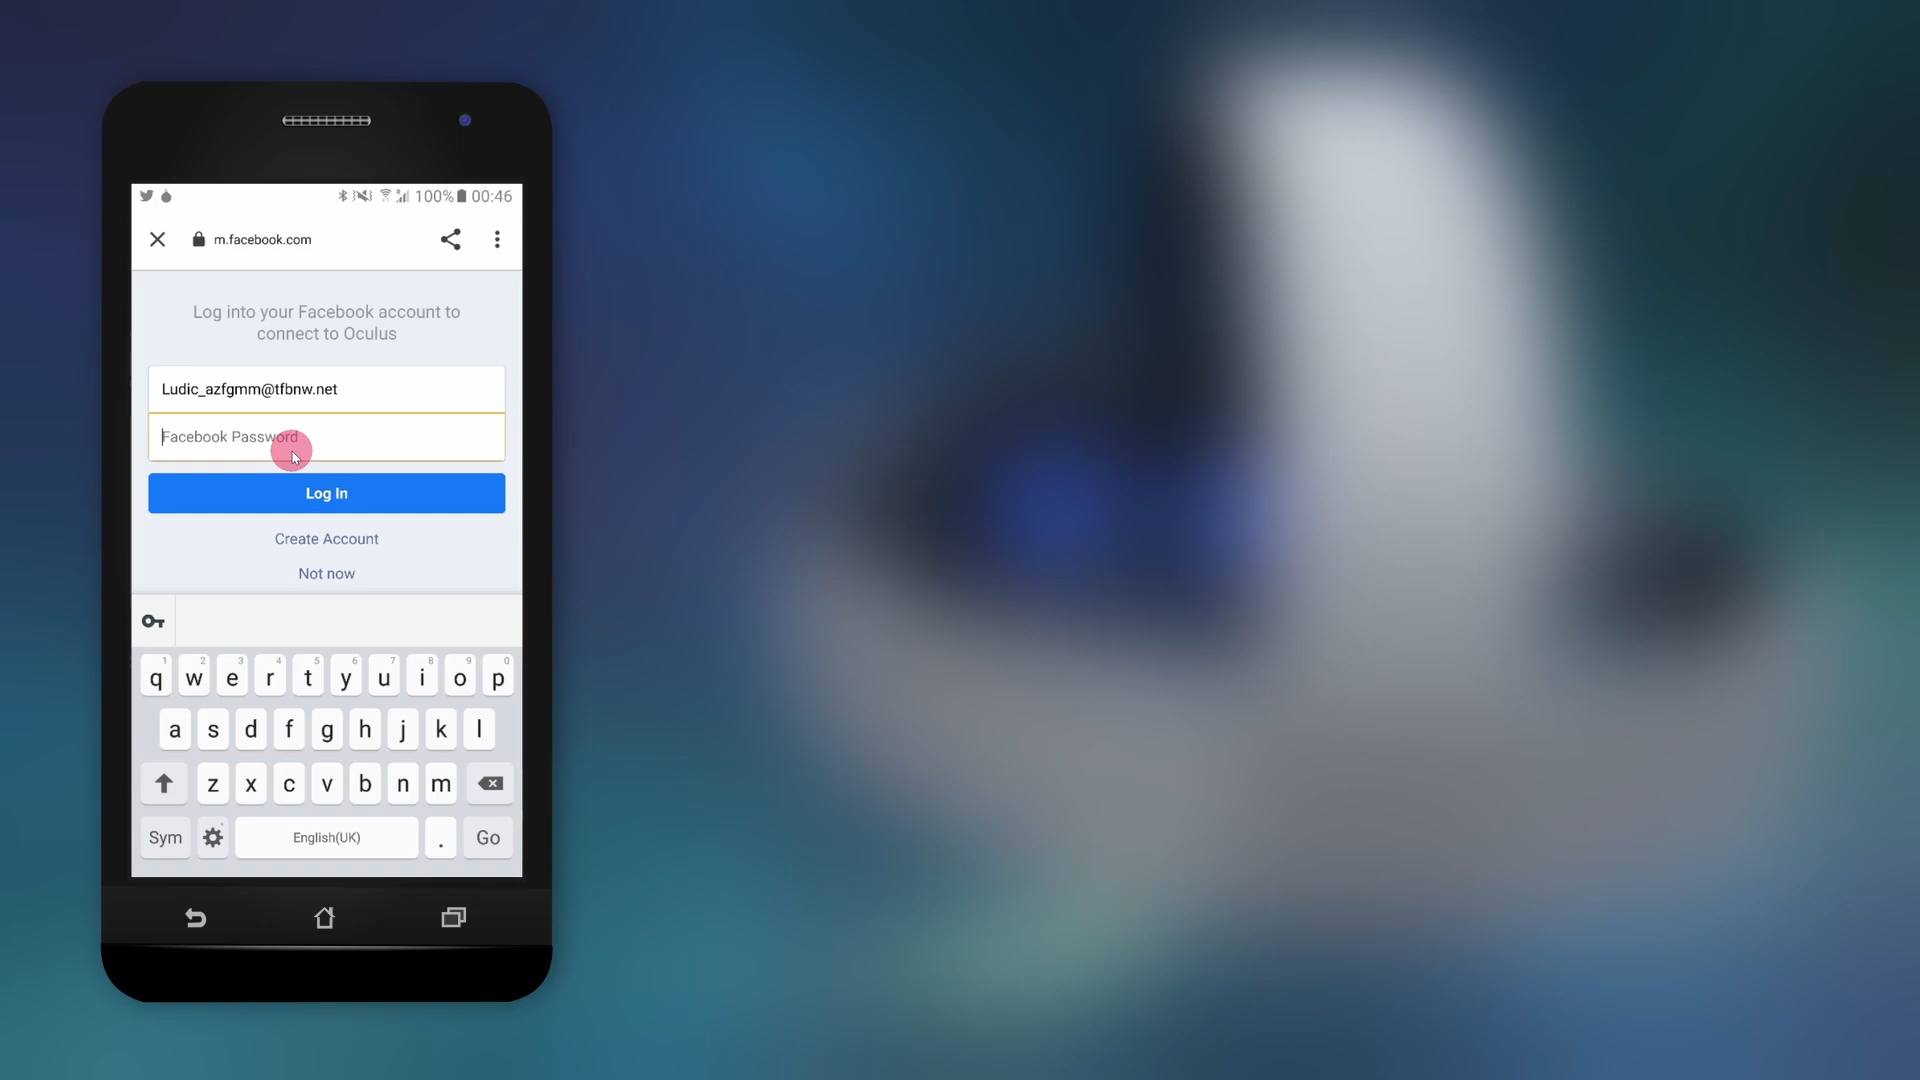 100% 00:46
m.facebook.com
Log into your Facebook account to
connect to Oculus
Ludic_azfgmm@tfbnw.net
Facebook Password
Log In
Create Account
Not now
1 2 3 4 5 6 7 8 9 0
q w e r t y u i o p
a s d f g h j k l
z x c v b n m
Sym English(UK) . Go